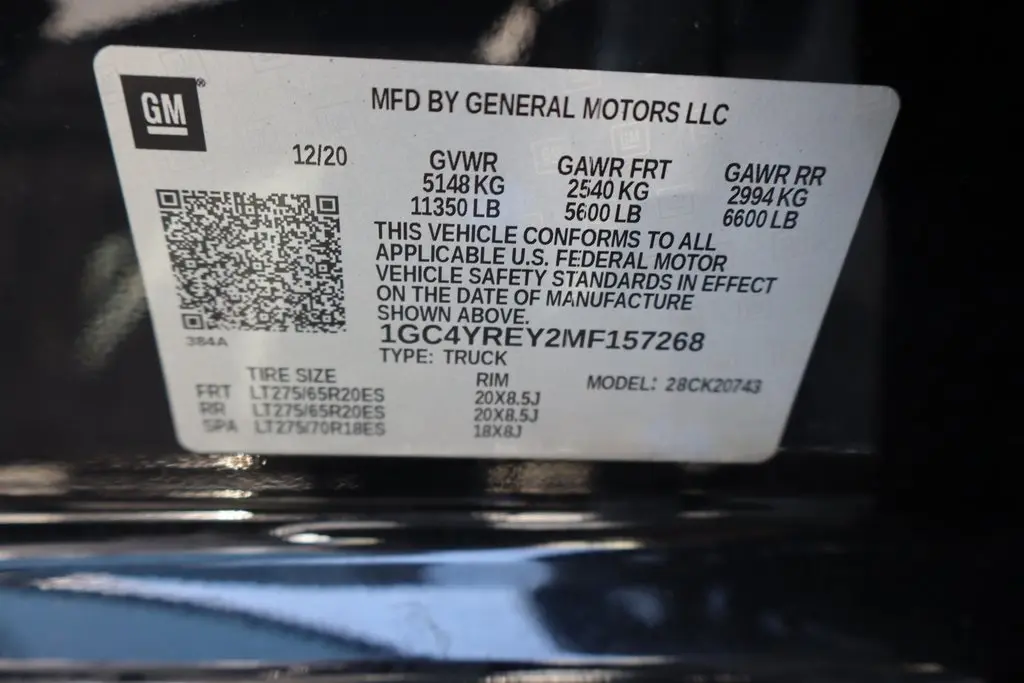 GM®
MFD BY GENERAL MOTORS LLC
12/20
GVWR GAWR FRT GAWR RR
5148 KG 2540 KG 2994 KG
11350 LB 5600 LB 6600 LB
THIS VEHICLE CONFORMS TO ALL
APPLICABLE U.S. FEDERAL MOTOR
VEHICLE SAFETY STANDARDS IN EFFECT
ON THE DATE OF MANUFACTURE
SHOWN ABOVE.
1GC4YREY2MF157268
384A
TYPE: TRUCK
TIRE SIZE RIM MODEL: 28CK20743
FRT LT275/65R20ES 20X8.5J
RR LT275/65R20ES 20X8.5J
SPA LT275/70R18ES 18X8J